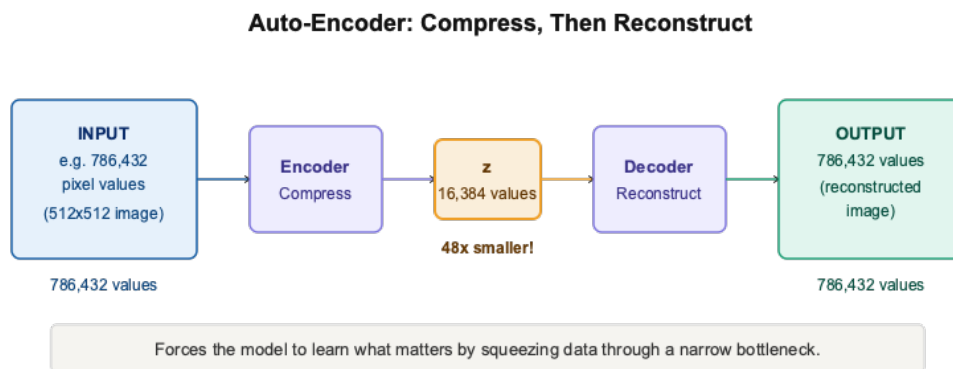 Auto-Encoder: Compress, Then Reconstruct
INPUT
e.g. 786,432
pixel values
(512x512 image)
786,432 values
Encoder
Compress
z
16,384 values
48x smaller!
Decoder
Reconstruct
OUTPUT
786,432 values
(reconstructed
image)
786,432 values
Forces the model to learn what matters by squeezing data through a narrow bottleneck.